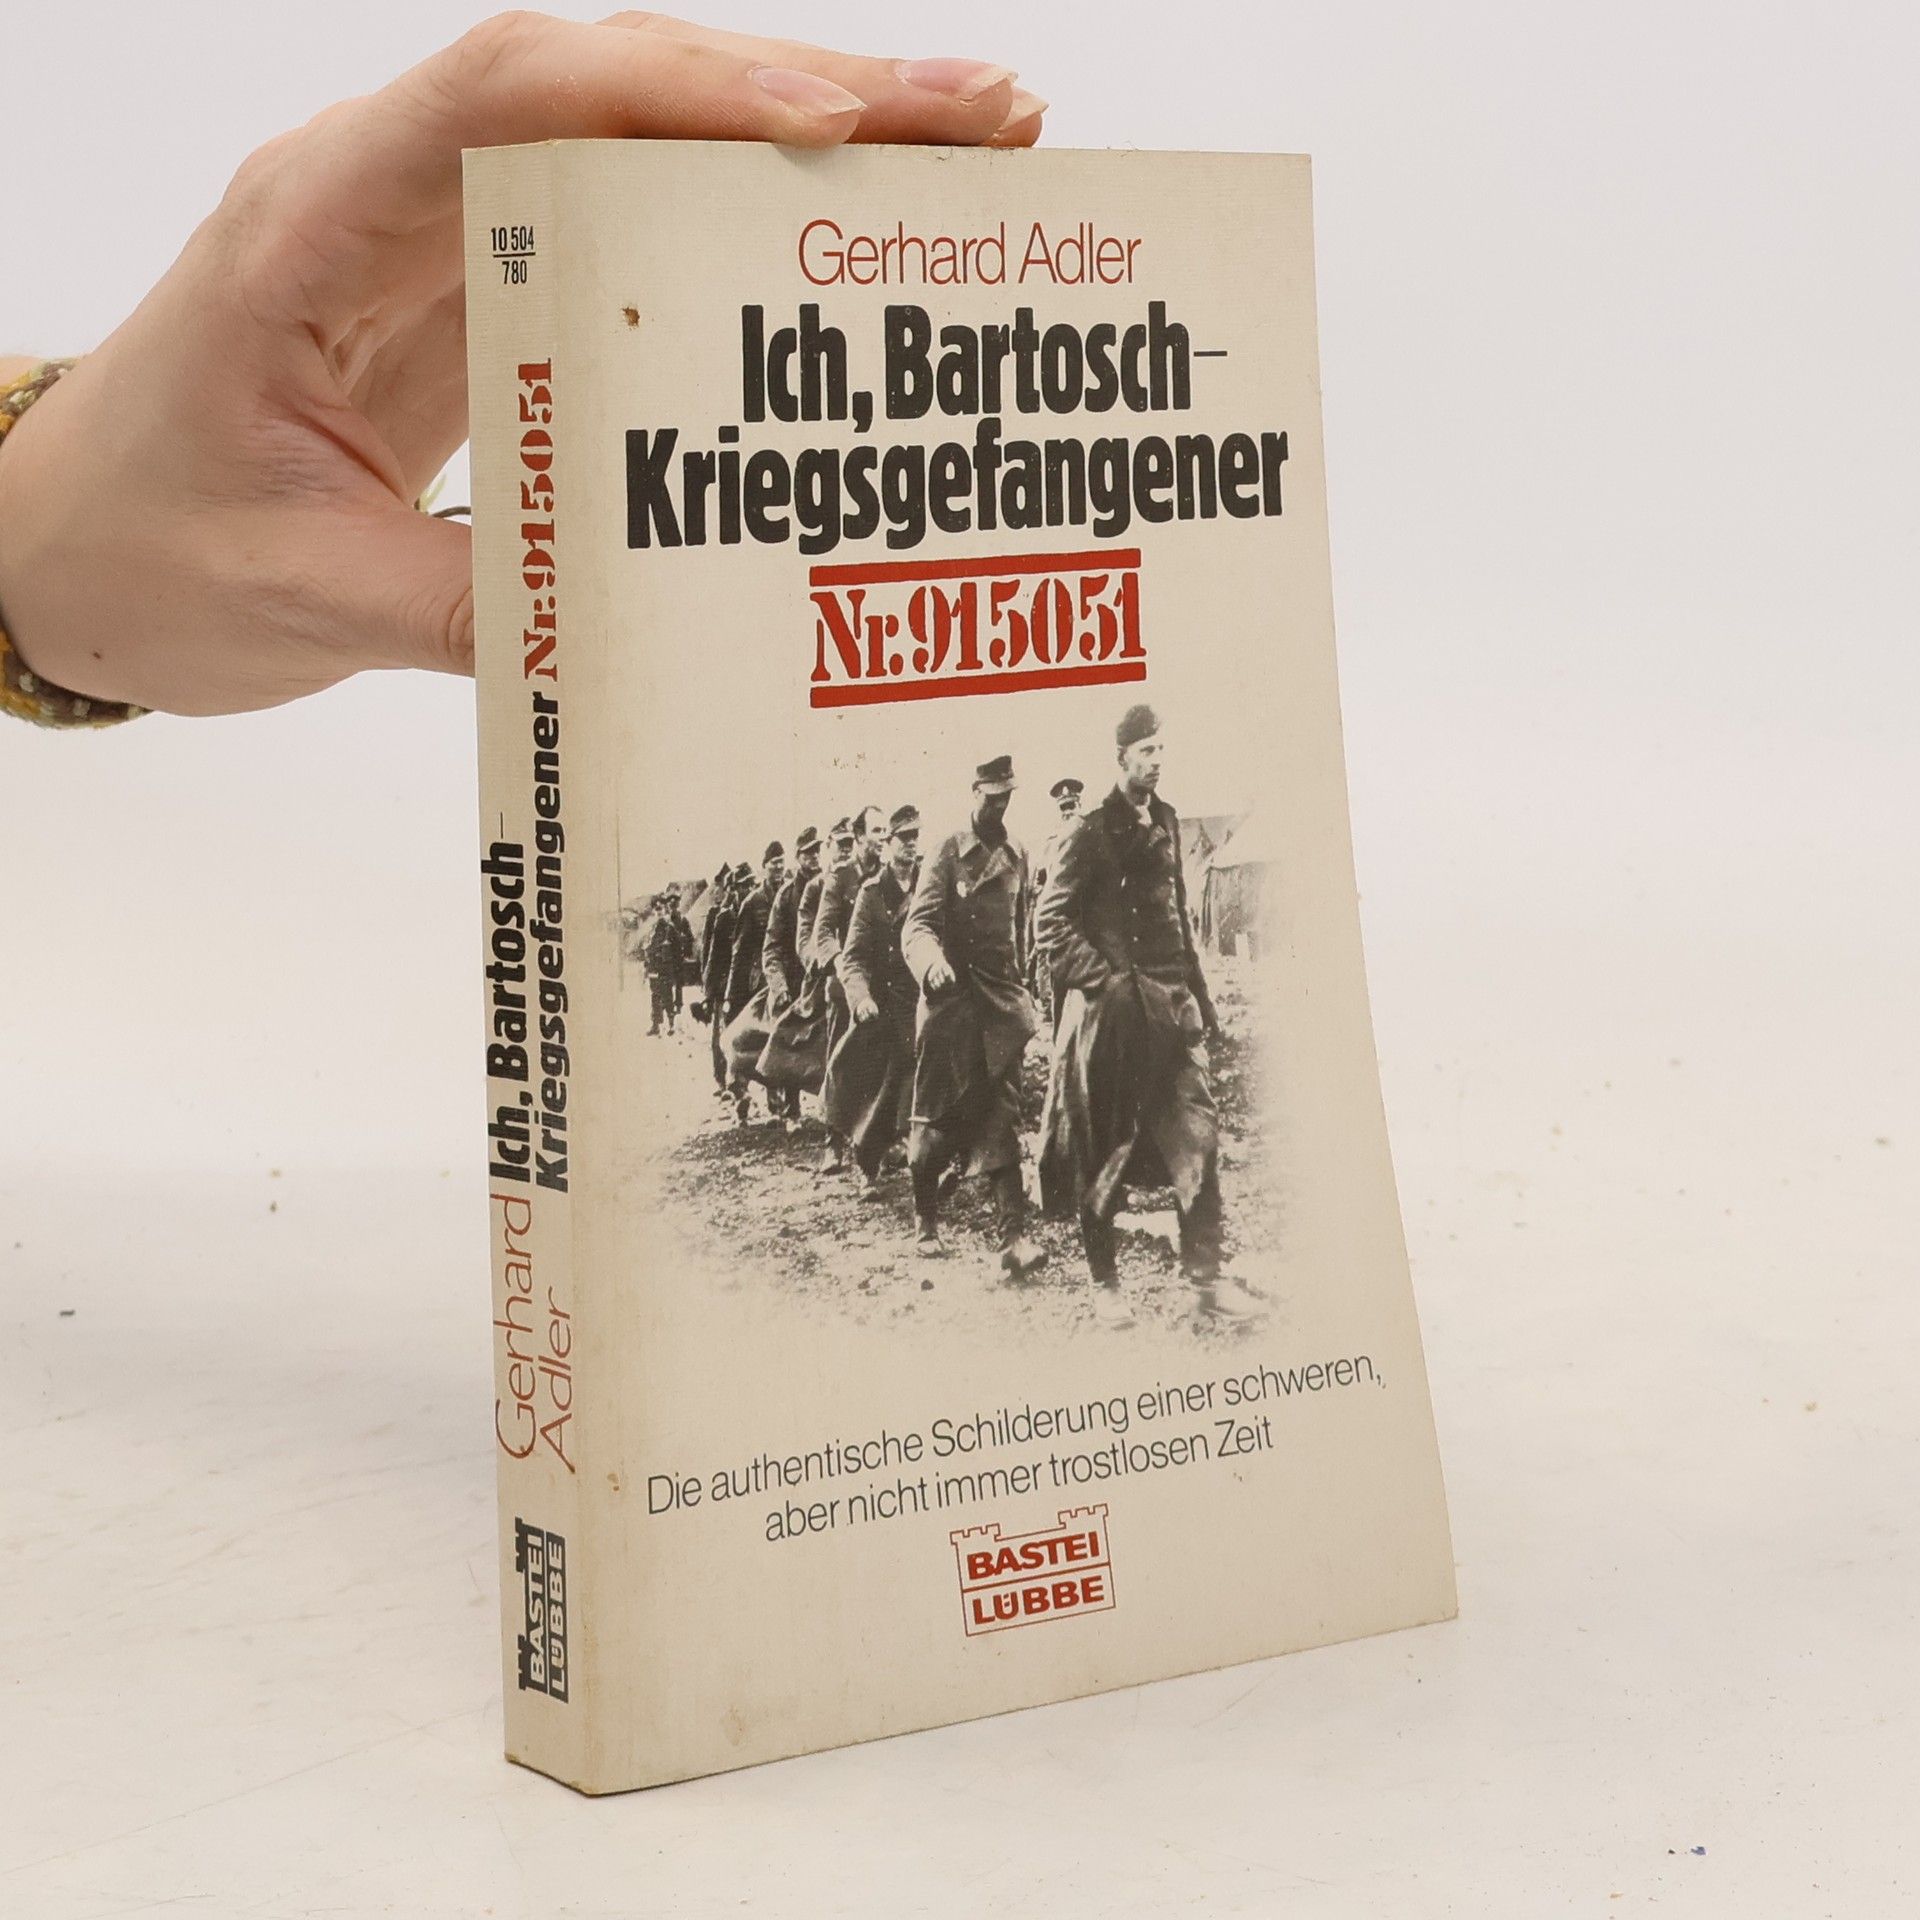 10 504
780
Gerhard Adler
Ich, Bartosch–
Kriegsgefangener
Nr. 915051
Gerhard
Adler
Ich, Bartosch–
Kriegsgefangener Nr. 915051
BASTEI
LÜBBE
Die authentische Schilderung einer schweren,
aber nicht immer trostlosen Zeit
BASTEI
LÜBBE